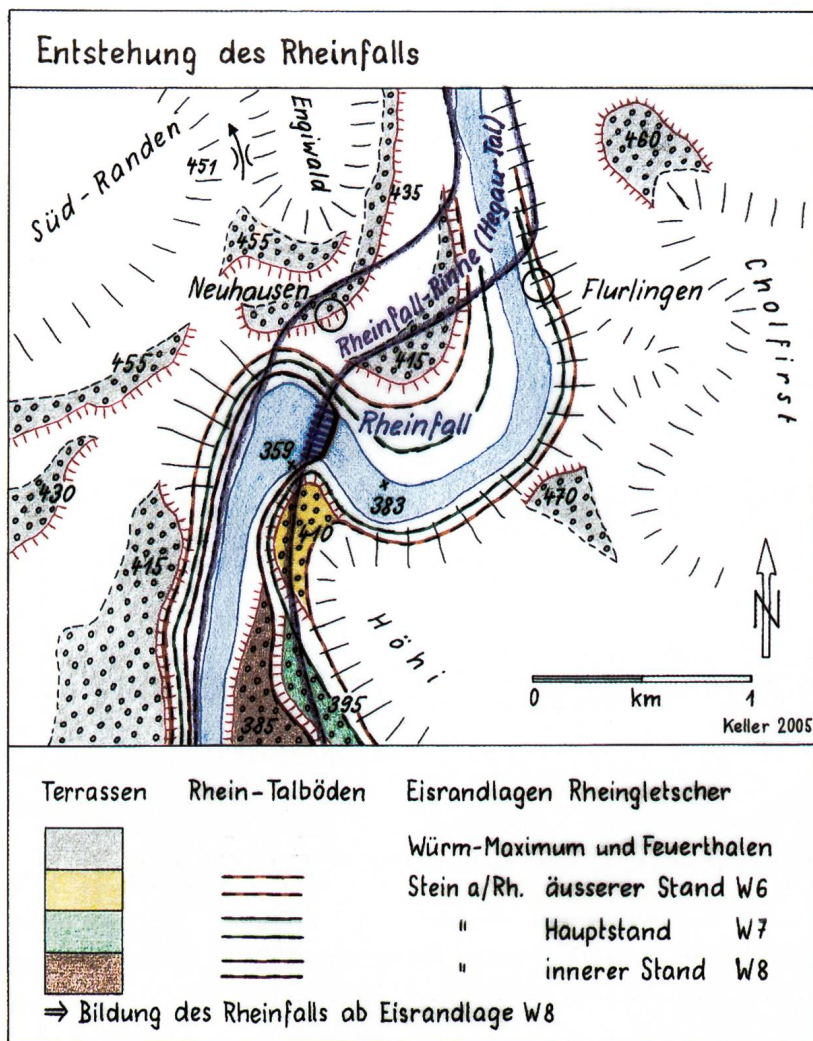 Entstehung des Rheinfalls
Süd-Randen
451
Engiwald
435
460
455
Neuhausen
Rheinfall-Rinne (Hegau-Tal)
Flurlingen
Cholfirst
455
415
Rheinfall
359
383
430
470
410
415
Höhi
N
395
385
0 km 1
Keller 2005
Terrassen Rhein-Talböden Eisrandlagen Rheingletscher
Würm-Maximum und Feuerthalen
Stein a/Rh. äusserer Stand W6
" Hauptstand W7
" innerer Stand W8
⇒ Bildung des Rheinfalls ab Eisrandlage W8